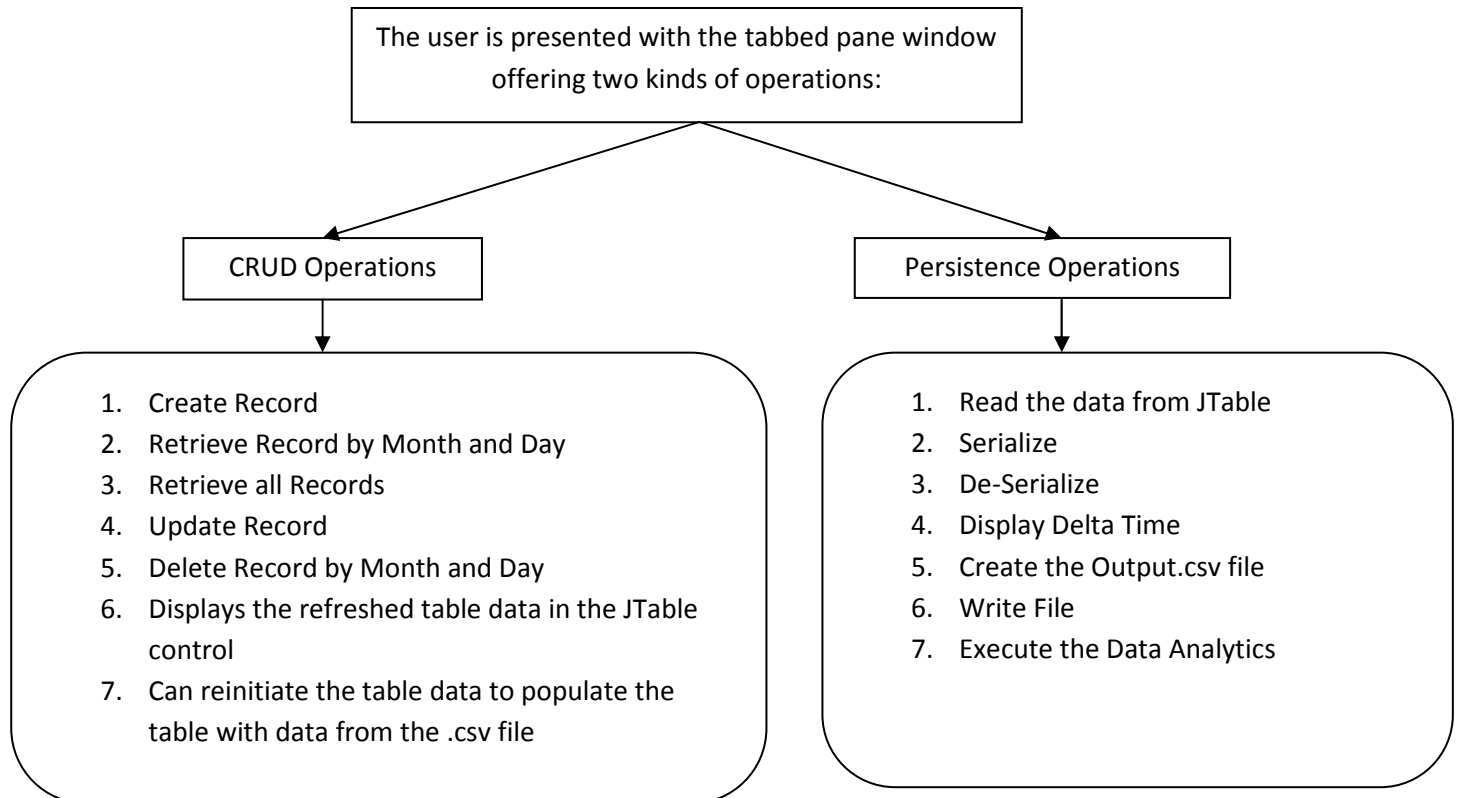 The user is presented with the tabbed pane window
offering two kinds of operations:
CRUD Operations
Persistence Operations
1. Create Record
2. Retrieve Record by Month and Day
3. Retrieve all Records
4. Update Record
5. Delete Record by Month and Day
6. Displays the refreshed table data in the JTable
control
7. Can reinitiate the table data to populate the
table with data from the .csv file
1. Read the data from JTable
2. Serialize
3. De-Serialize
4. Display Delta Time
5. Create the Output.csv file
6. Write File
7. Execute the Data Analytics